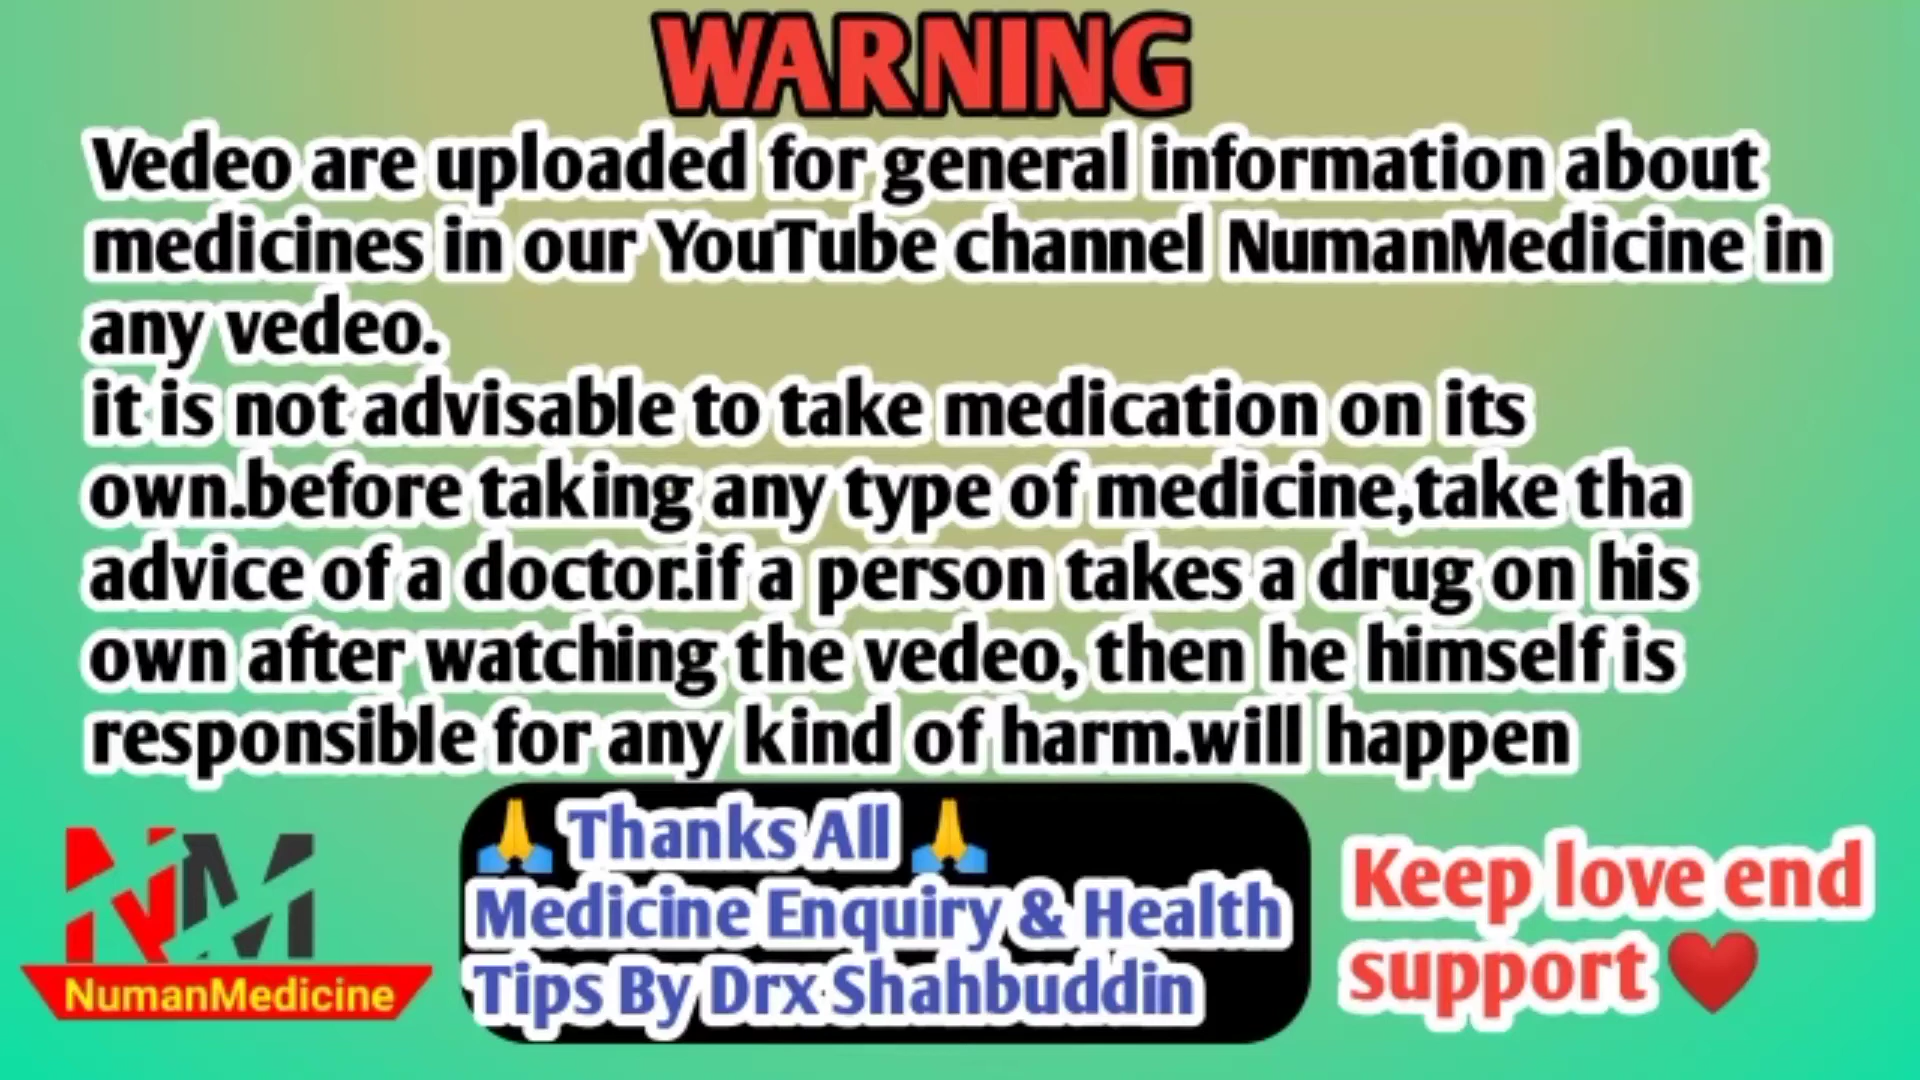 WARNING
Vedeo are uploaded for general information about
medicines in our YouTube channel NumanMedicine in
any vedeo.
it is not advisable to take medication on its
own.before taking any type of medicine,take tha
advice of a doctor.if a person takes a drug on his
own after watching the vedeo, then he himself is
responsible for any kind of harm.will happen
NM
NumanMedicine
🙏 Thanks All 🙏
Medicine Enquiry & Health
Tips By Drx Shahbuddin
Keep love end
support ❤️